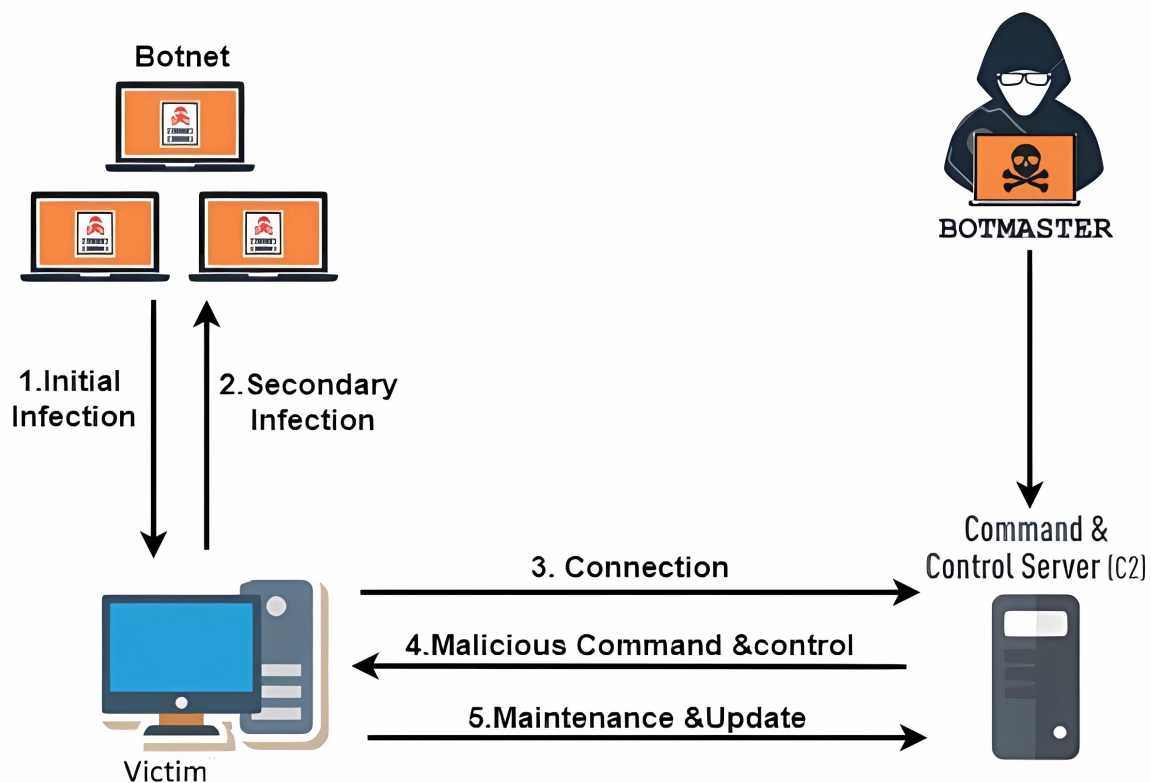 Botnet
BOTMASTER
1.Initial
Infection
2.Secondary
Infection
Command &
Control Server (C2)
3. Connection
4.Malicious Command &control
5.Maintenance &Update
Victim